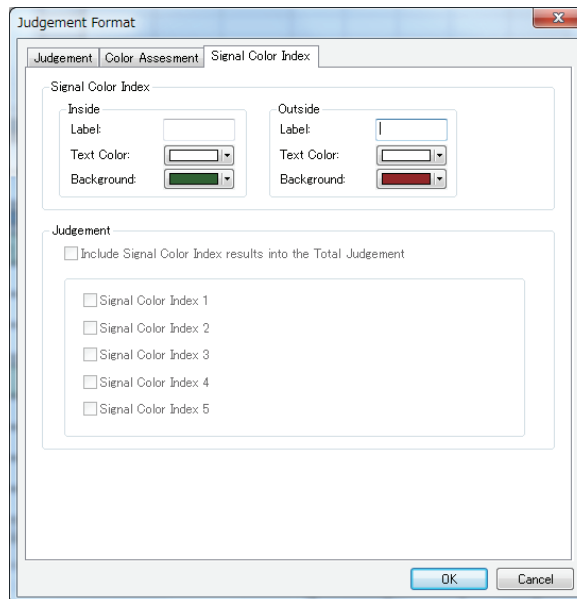 Judgement Format
Judgement Color Assesment Signal Color Index
Signal Color Index
Inside Outside
Label: Label:
Text Color: Text Color:
Background: Background:
Judgement
Include Signal Color Index results into the Total Judgement
Signal Color Index 1
Signal Color Index 2
Signal Color Index 3
Signal Color Index 4
Signal Color Index 5
OK Cancel